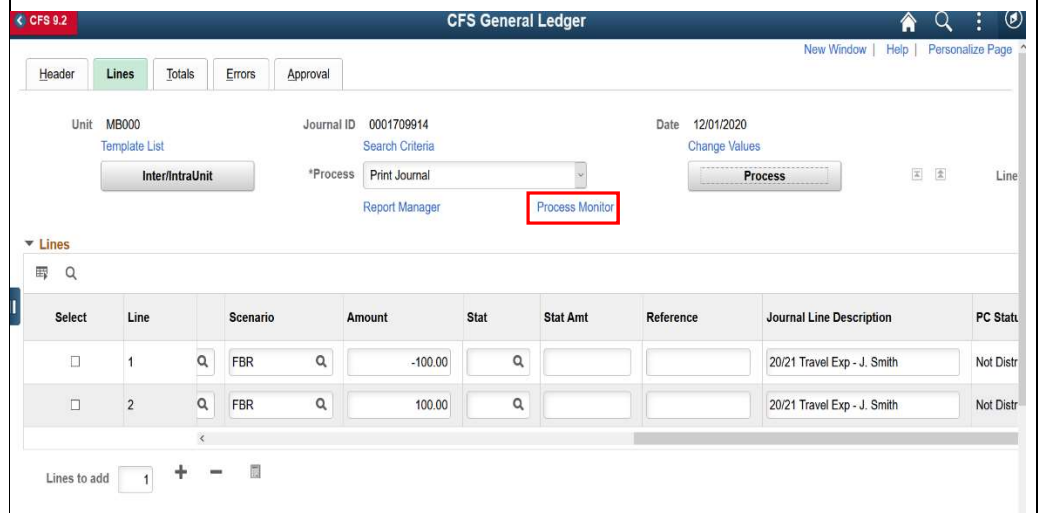 CFS 9.2
CFS General Ledger
New Window | Help | Personalize Page
Header Lines Totals Errors Approval
Unit MB000 Journal ID 0001709914 Date 12/01/2020
Template List Search Criteria Change Values
Inter/IntraUnit *Process Print Journal Process Line
Report Manager Process Monitor
Lines
Select Line Scenario Amount Stat Stat Amt Reference Journal Line Description PC Statu
1 FBR -100.00 20/21 Travel Exp - J. Smith Not Distr
2 FBR 100.00 20/21 Travel Exp - J. Smith Not Distr
Lines to add 1